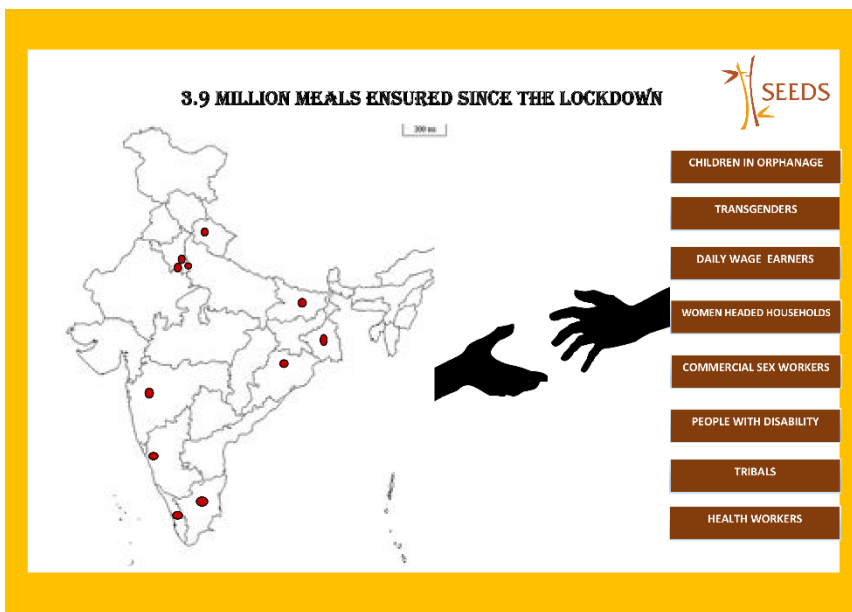 3.9 MILLION MEALS ENSURED SINCE THE LOCKDOWN
SEEDS
CHILDREN IN ORPHANAGE
TRANSGENDERS
DAILY WAGE EARNERS
WOMEN HEADED HOUSEHOLDS
COMMERCIAL SEX WORKERS
PEOPLE WITH DISABILITY
TRIBALS
HEALTH WORKERS